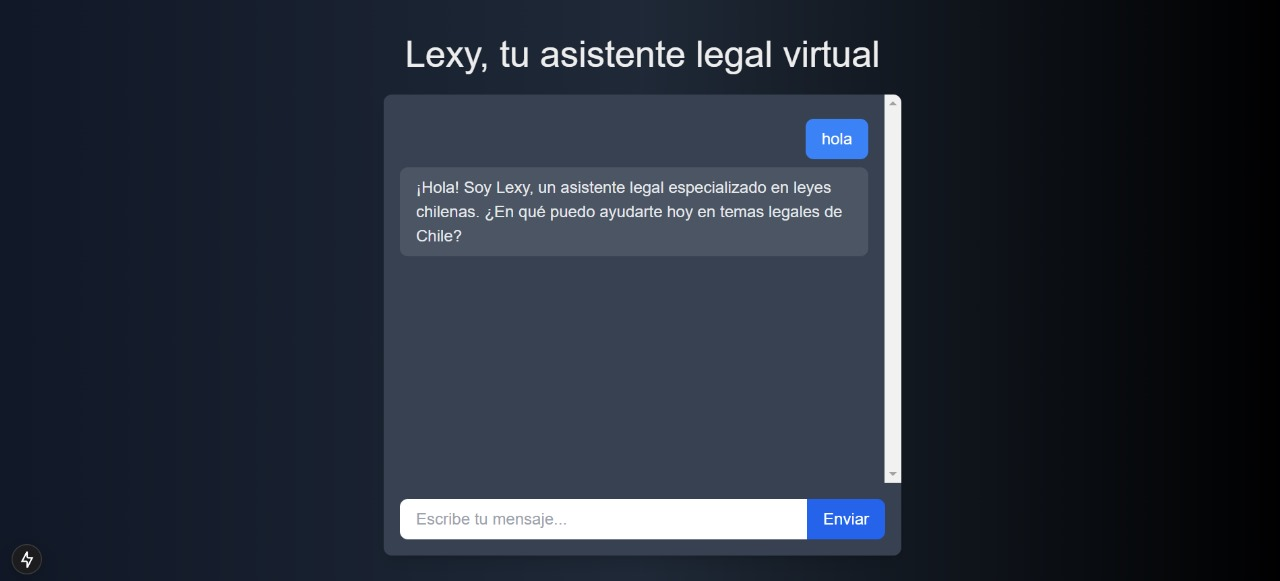 Lexy, tu asistente legal virtual
hola
¡Hola! Soy Lexy, un asistente legal especializado en leyes
chilenas. ¿En qué puedo ayudarte hoy en temas legales de
Chile?
Escribe tu mensaje...
Enviar